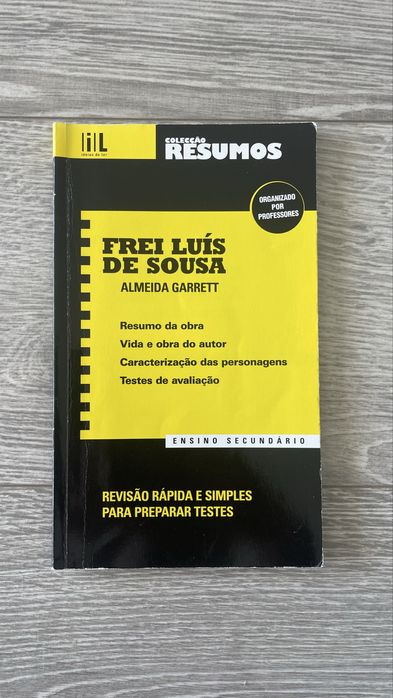 iL
ideias de ler
COLECÇÃO
RESUMOS
ORGANIZADO
POR
PROFESSORES
FREI LUÍS
DE SOUSA
ALMEIDA GARRETT
Resumo da obra
Vida e obra do autor
Caracterização das personagens
Testes de avaliação
ENSINO SECUNDÁRIO
REVISÃO RÁPIDA E SIMPLES
PARA PREPARAR TESTES